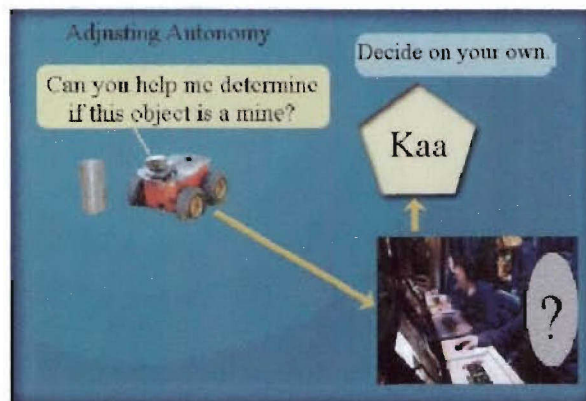 Adjusting Autonomy
Decide on your own.
Can you help me determine
if this object is a mine?
Kaa
?